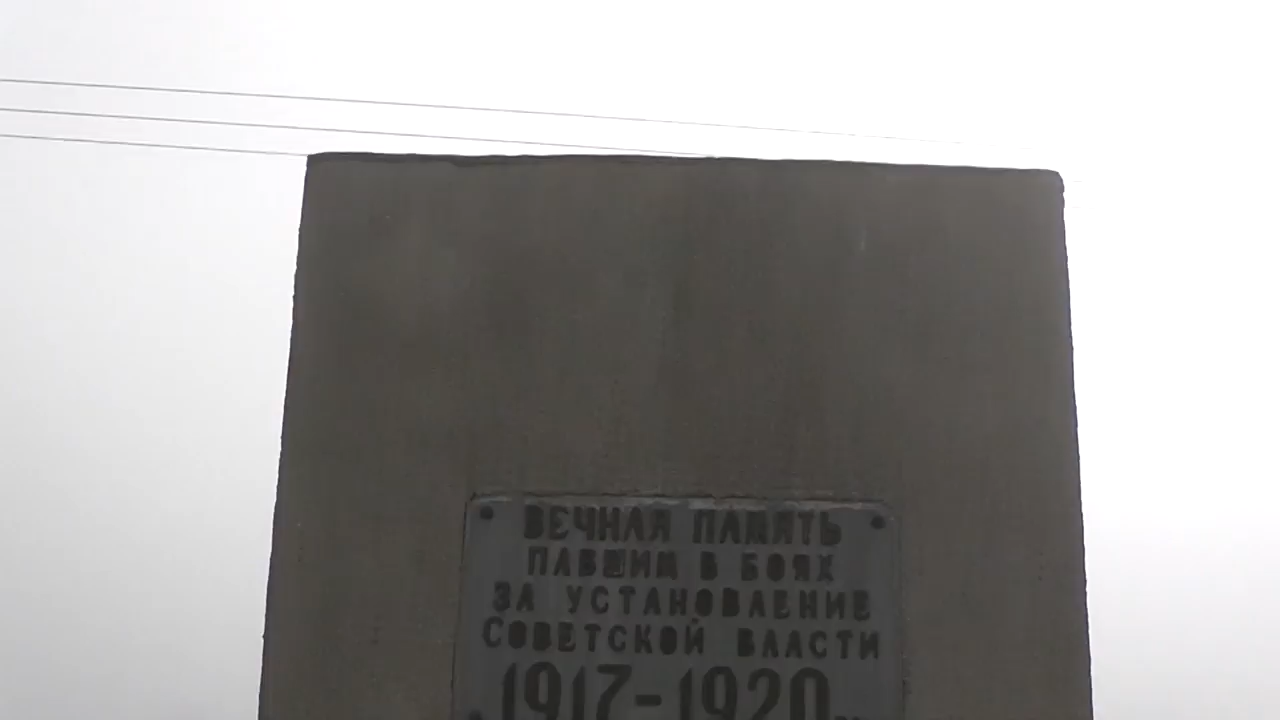 ВЕЧНАЯ ПАМЯТЬ
ПАВШИМ В БОЯХ
ЗА УСТАНОВЛЕНИЕ
СОВЕТСКОЙ ВЛАСТИ
1917-1920